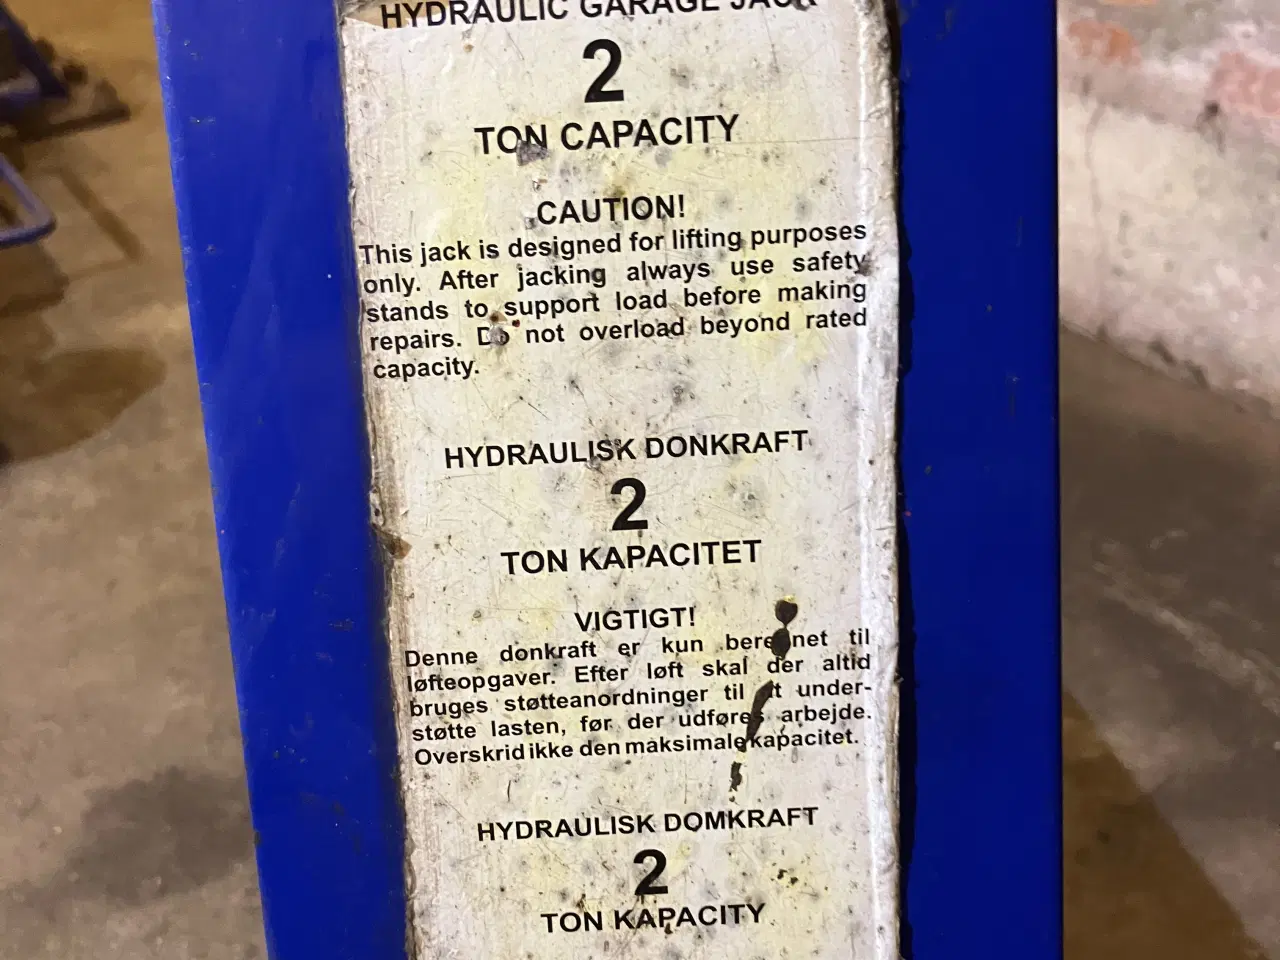 HYDRAULIC GARAGE JACK
2
TON CAPACITY
CAUTION!
This jack is designed for lifting purposes
only. After jacking always use safety
stands to support load before making
repairs. Do not overload beyond rated
capacity.
HYDRAULISK DONKRAFT
2
TON KAPACITET
VIGTIGT!
Denne donkraft er kun beregnet til
løfteopgaver. Efter løft skal der altid
bruges støtteanordninger til at under-
støtte lasten, før der udføres arbejde.
Overskrid ikke den maksimale kapacitet.
HYDRAULISK DOMKRAFT
2
TON KAPACITY